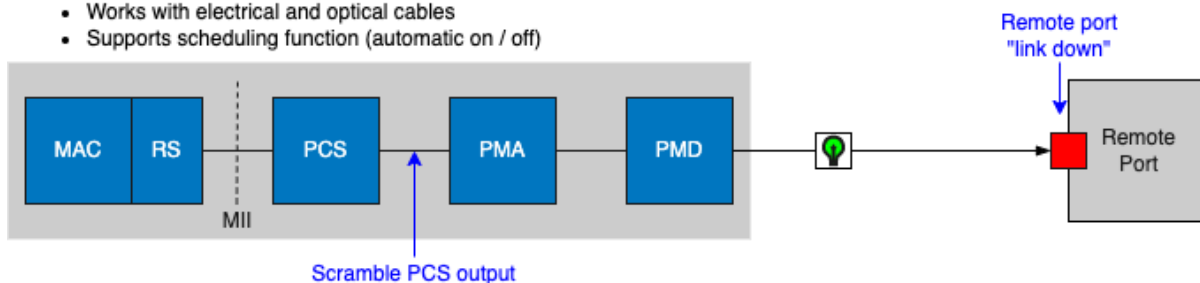 Works with electrical and optical cables
Supports scheduling function (automatic on / off)
Remote port
"link down"
MAC
RS
PCS
PMA
PMD
Remote
Port
MII
Scramble PCS output